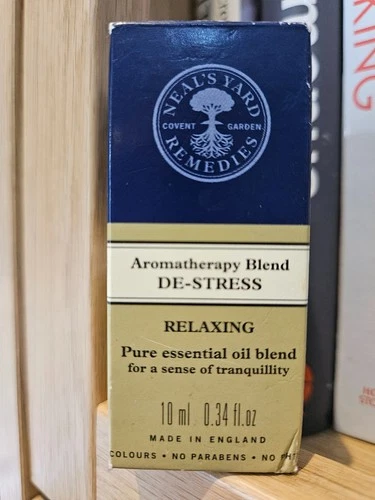 NEAL'S YARD
COVENT GARDEN
REMEDIES
Aromatherapy Blend
DE-STRESS
RELAXING
Pure essential oil blend
for a sense of tranquillity
10 ml 0.34 fl.oz
MADE IN ENGLAND
COLOURS • NO PARABENS • NO
KING